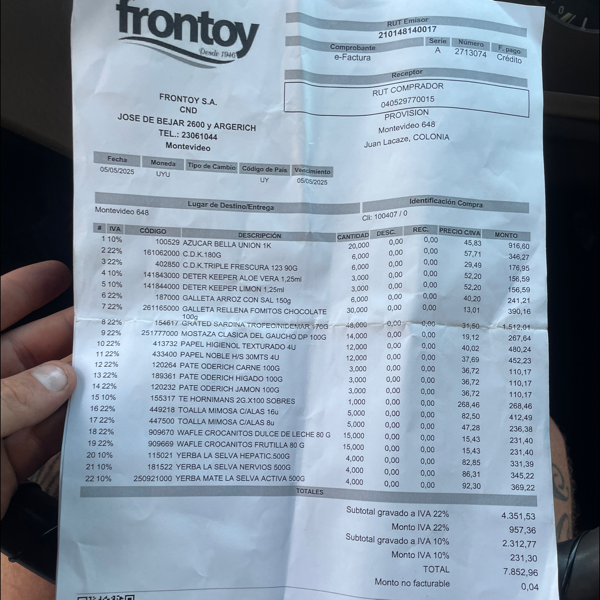 frontoy
Desde 1946
RUT Emisor
210148140017
Comprobante Serie Número F. pago
e-Factura A 2713074 Crédito
Receptor
RUT COMPRADOR
040529770015
PROVISION
Montevideo 648
Juan Lacaze, COLONIA
FRONTOY S.A.
CND
JOSE DE BEJAR 2600 y ARGERICH
TEL.: 23061044
Montevideo
Fecha Moneda Tipo de Cambio Código de País Vencimiento
05/05/2025 UYU UY 05/05/2025
Lugar de Destino/Entrega Identificación Compra
Montevideo 648 Cli: 100407 / 0
# IVA CÓDIGO DESCRIPCIÓN CANTIDAD DESC. REC. PRECIO C/IVA MONTO
1 10% 100529 AZUCAR BELLA UNION 1K 20,000 0,00 0,00 45,83 916,60
2 22% 161062000 C.D.K.180G 6,000 0,00 0,00 57,71 346,27
3 22% 402850 C.D.K.TRIPLE FRESCURA 123 90G 6,000 0,00 0,00 29,49 176,95
4 10% 141843000 DETER KEEPER ALOE VERA 1,25ml 3,000 0,00 0,00 52,20 156,59
5 10% 141844000 DETER KEEPER LIMON 1,25ml 3,000 0,00 0,00 52,20 156,59
6 22% 187000 GALLETA ARROZ CON SAL 150g 6,000 0,00 0,00 40,20 241,21
7 22% 261165000 GALLETA RELLENA FOMITOS CHOCOLATE 30,000 0,00 0,00 13,01 390,16
100g
8 22% 154617 GRATED SARDINA 48,000 0,00 0,00 31,50 1.512,01
9 22% 251777000 MOSTAZA CLASICA DEL GAUCHO DP 100G 14,000 0,00 0,00 19,12 267,64
10 22% 413732 PAPEL HIGIENOL TEXTURADO 4U 12,000 0,00 0,00 40,02 480,24
11 22% 433400 PAPEL NOBLE H/S 30MTS 4U 12,000 0,00 0,00 37,69 452,23
12 22% 120264 PATE ODERICH CARNE 100G 3,000 0,00 0,00 36,72 110,17
13 22% 189361 PATE ODERICH HIGADO 100G 3,000 0,00 0,00 36,72 110,17
14 22% 120232 PATE ODERICH JAMON 100G 3,000 0,00 0,00 36,72 110,17
15 10% 155317 TE HORNIMANS 2G.X100 SOBRES 1,000 0,00 0,00 268,46 268,46
16 22% 449218 TOALLA MIMOSA C/ALAS 16u 5,000 0,00 0,00 82,50 412,49
17 22% 447500 TOALLA MIMOSA C/ALAS 8u 5,000 0,00 0,00 47,28 236,38
18 22% 909670 WAFLE CROCANITOS DULCE DE LECHE 80 G 15,000 0,00 0,00 15,43 231,40
19 22% 909669 WAFLE CROCANITOS FRUTILLA 80 G 15,000 0,00 0,00 15,43 231,40
20 10% 115021 YERBA LA SELVA HEPATIC.500G 4,000 0,00 0,00 82,85 331,39
21 10% 181522 YERBA LA SELVA NERVIOS 500G 4,000 0,00 0,00 86,31 345,22
22 10% 250921000 YERBA MATE LA SELVA ACTIVA 500G 4,000 0,00 0,00 92,30 369,22
TOTALES
Subtotal gravado a IVA 22% 4.351,53
Monto IVA 22% 957,36
Subtotal gravado a IVA 10% 2.312,77
Monto IVA 10% 231,30
TOTAL 7.852,96
Monto no facturable 0,04